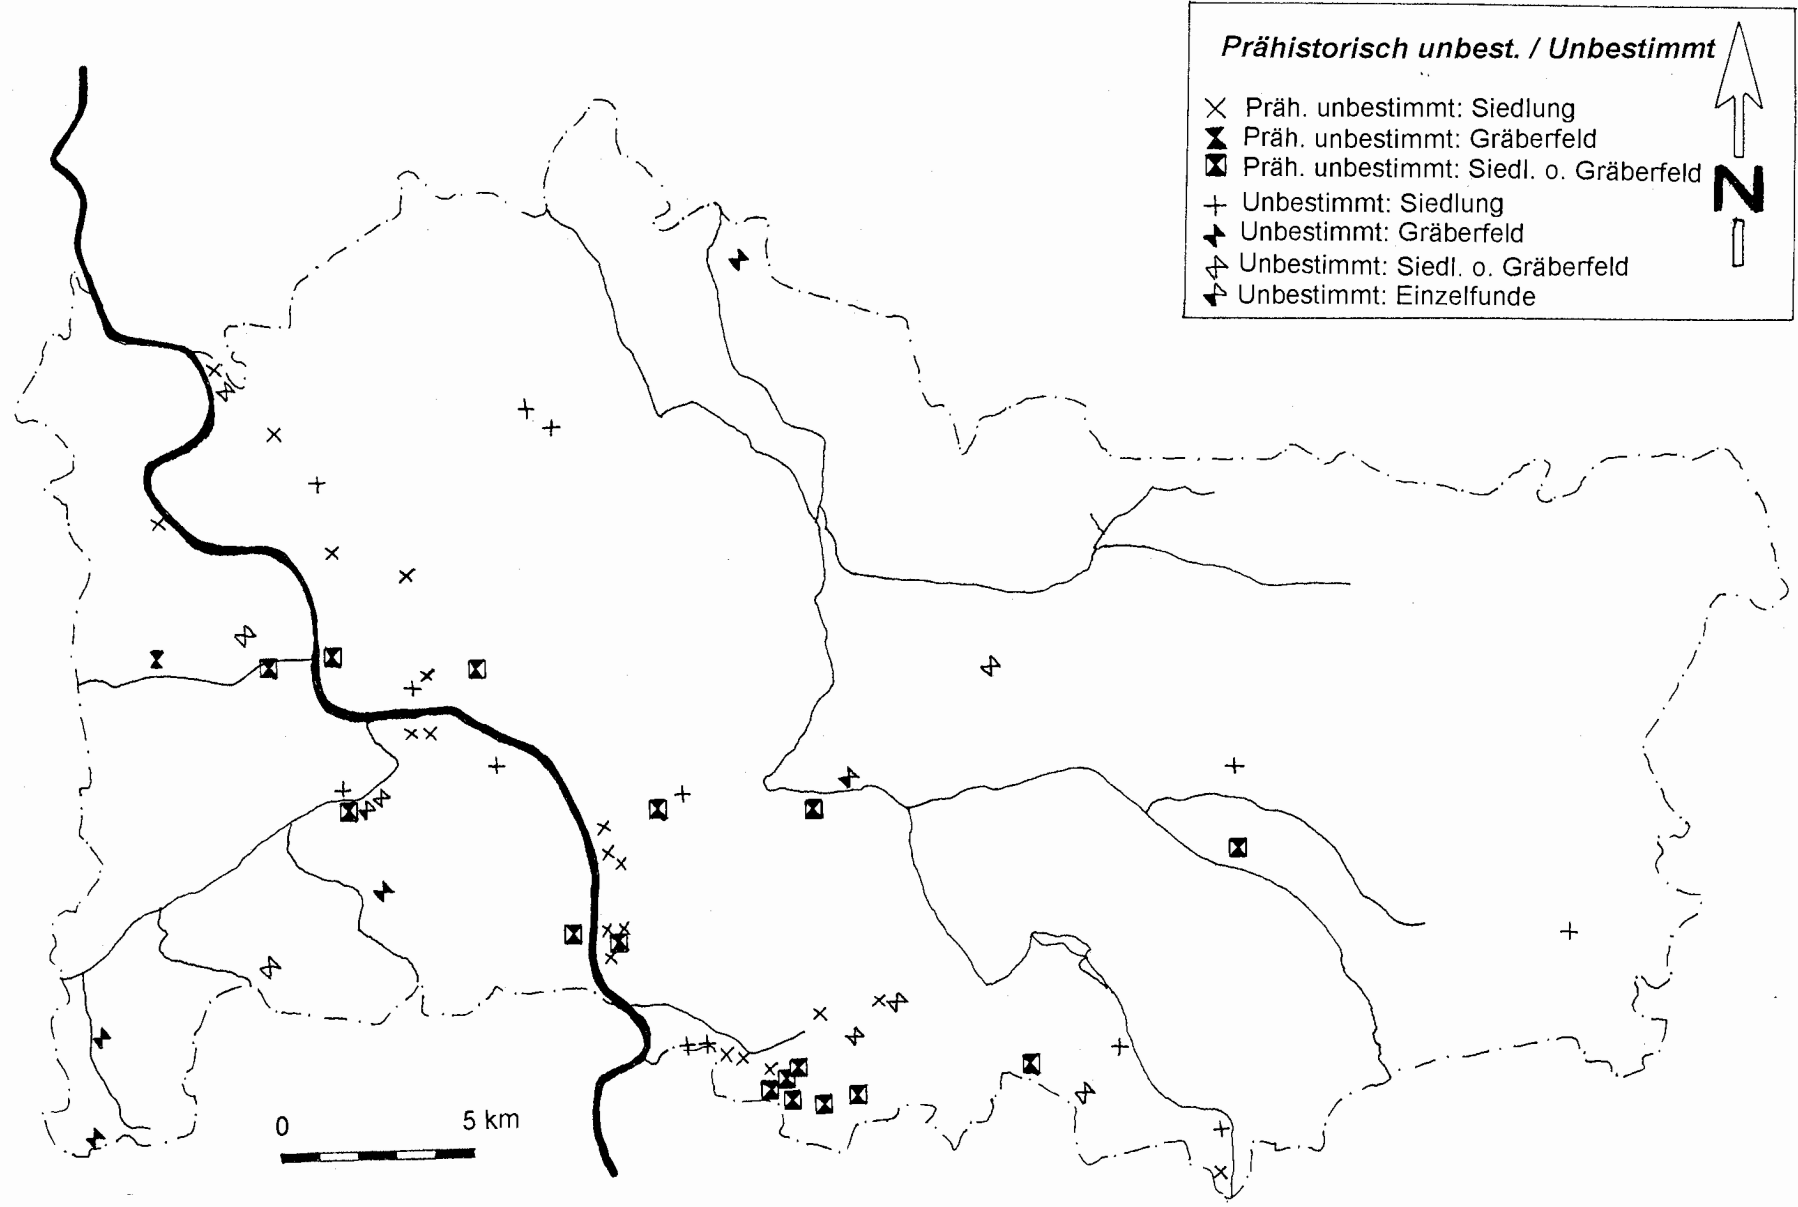 Prähistorisch unbest. / Unbestimmt
Präh. unbestimmt: Siedlung
Präh. unbestimmt: Gräberfeld
Präh. unbestimmt: Siedl. o. Gräberfeld
Unbestimmt: Siedlung
Unbestimmt: Gräberfeld
Unbestimmt: Siedl. o. Gräberfeld
Unbestimmt: Einzelfunde
N
0 5 km